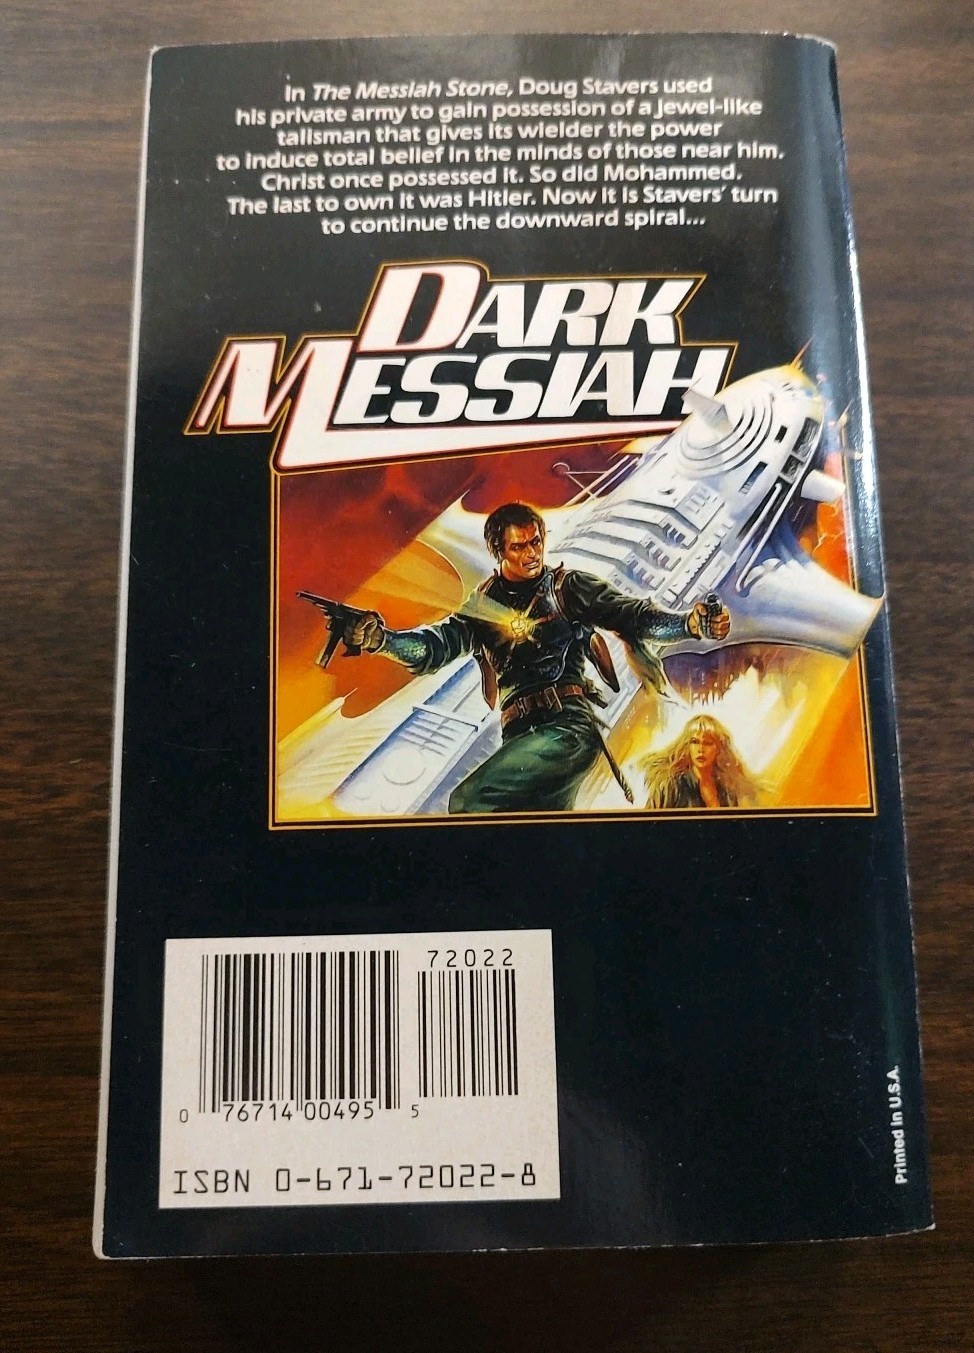 In The Messiah Stone, Doug Stavers used
his private army to gain possession of a jewel-like
talisman that gives its wielder the power
to induce total belief in the minds of those near him.
Christ once possessed it. So did Mohammed.
The last to own it was Hitler. Now it is Stavers' turn
to continue the downward spiral...
DARK
MESSIAH
72022
0 76714 00495 5
ISBN 0-671-72022-8
Printed in U.S.A.